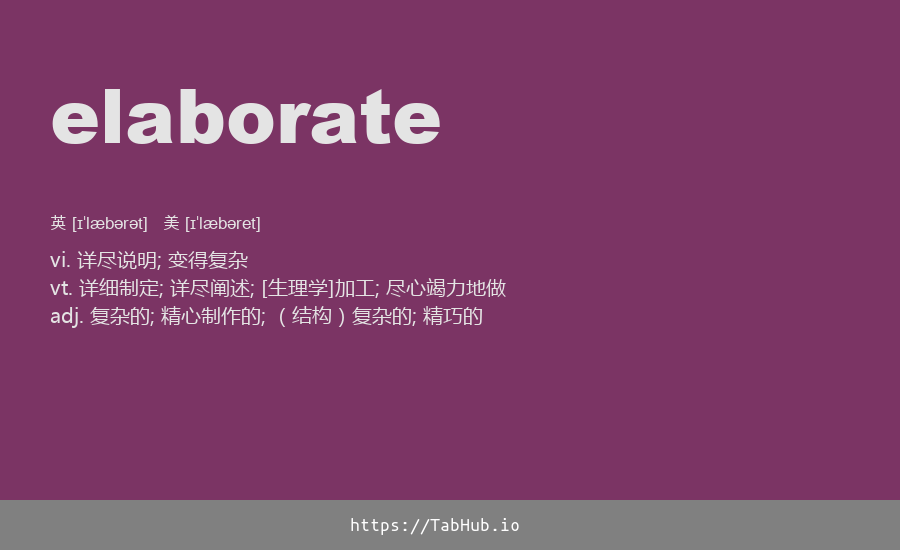 elaborate
英 [ɪˈlæbərət] 美 [ɪˈlæbəret]
vi. 详尽说明; 变得复杂
vt. 详细制定; 详尽阐述; [生理学]加工; 尽心竭力地做
adj. 复杂的; 精心制作的; （结构）复杂的; 精巧的
https://TabHub.io